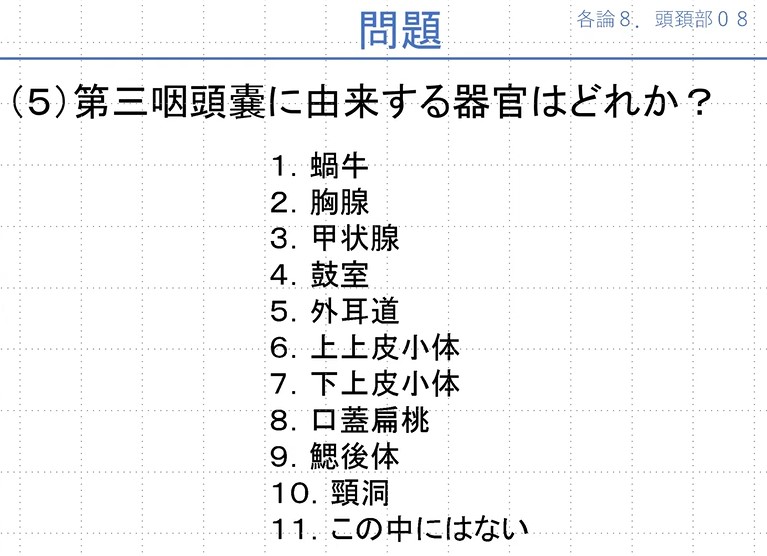 問題
各論８．頭頚部０８
（５）第三咽頭嚢に由来する器官はどれか？
１．蝸牛
２．胸腺
３．甲状腺
４．鼓室
５．外耳道
６．上上皮小体
７．下上皮小体
８．口蓋扁桃
９．鰓後体
１０．頸洞
１１．この中にはない